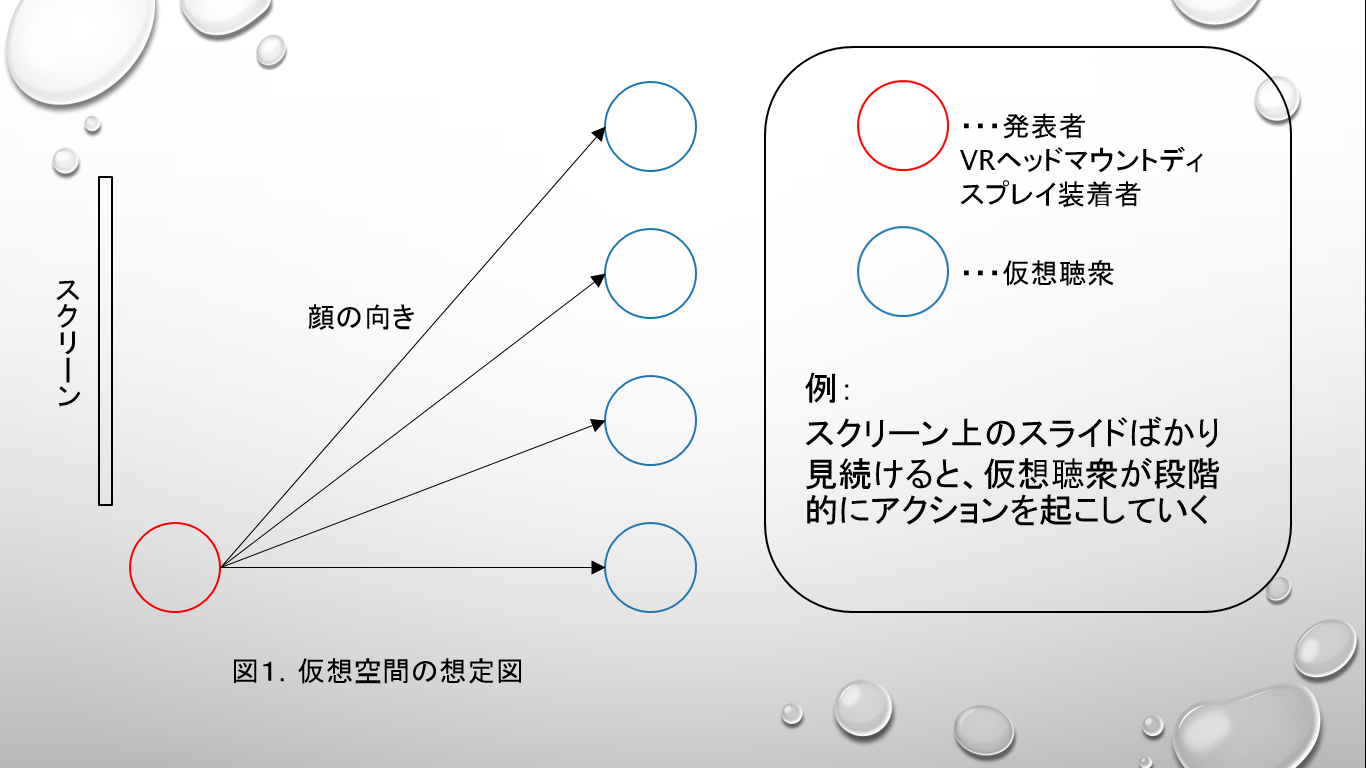 ・・・発表者
VRヘッドマウントディ
スプレイ装着者
・・・仮想聴衆
スクリーン
顔の向き
例：
スクリーン上のスライドばかり
見続けると、仮想聴衆が段階
的にアクションを起こしていく
図１．仮想空間の想定図